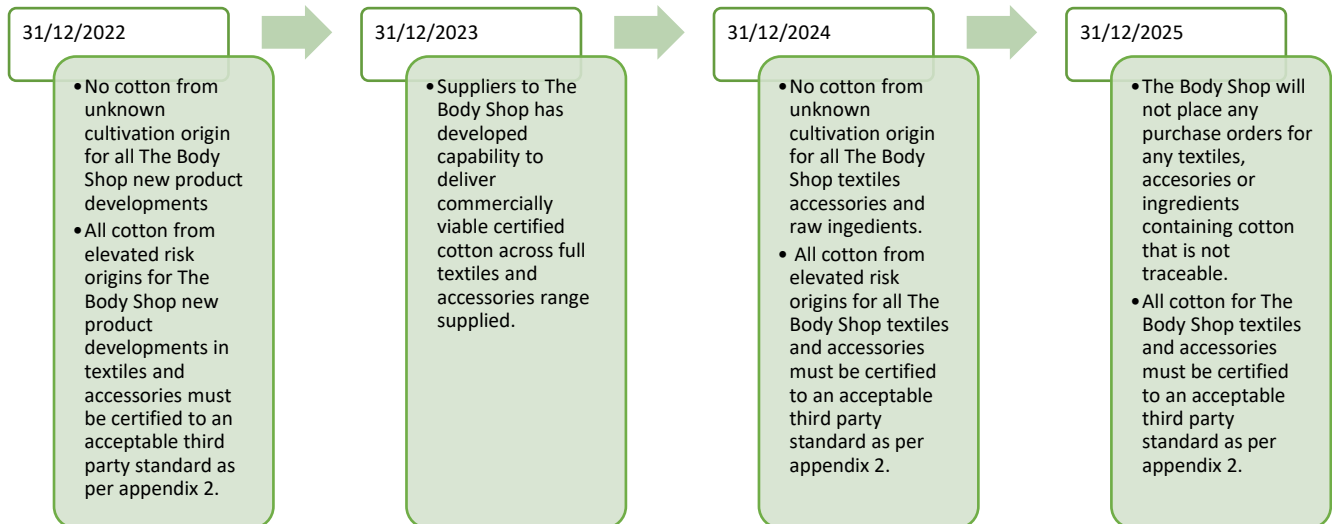 31/12/2022
•No cotton from
unknown
cultivation origin
for all The Body
Shop new product
developments
•All cotton from
elevated risk
origins for The
Body Shop new
product
developments in
textiles and
accessories must
be certified to an
acceptable third
party standard as
per appendix 2.
31/12/2023
•Suppliers to The
Body Shop has
developed
capability to
deliver
commercially
viable certified
cotton across full
textiles and
accessories range
supplied.
31/12/2024
•No cotton from
unknown
cultivation origin
for all The Body
Shop textiles
accessories and
raw ingedients.
• All cotton from
elevated risk
origins for all The
Body Shop textiles
and accessories
must be certified
to an acceptable
third party
standard as per
appendix 2.
31/12/2025
•The Body Shop will
not place any
purchase orders for
any textiles,
accesories or
ingredients
containing cotton
that is not
traceable.
•All cotton for The
Body Shop textiles
and accessories
must be certified
to an acceptable
third party
standard as per
appendix 2.